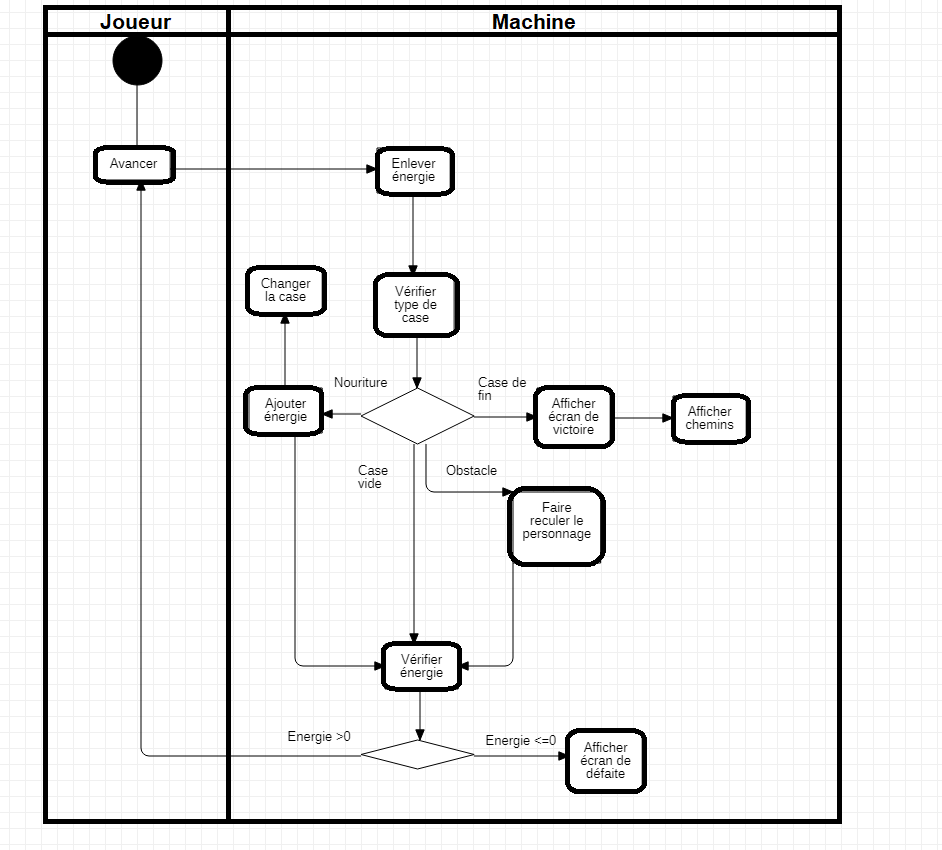 Joueur
Machine
Avancer
Enlever
énergie
Changer
la case
Vérifier
type de
case
Nouriture
Case de
fin
Ajouter
énergie
Afficher
écran de
victoire
Afficher
chemins
Case
vide
Obstacle
Faire
reculer le
personnage
Vérifier
énergie
Energie >0
Energie <=0
Afficher
écran de
défaite